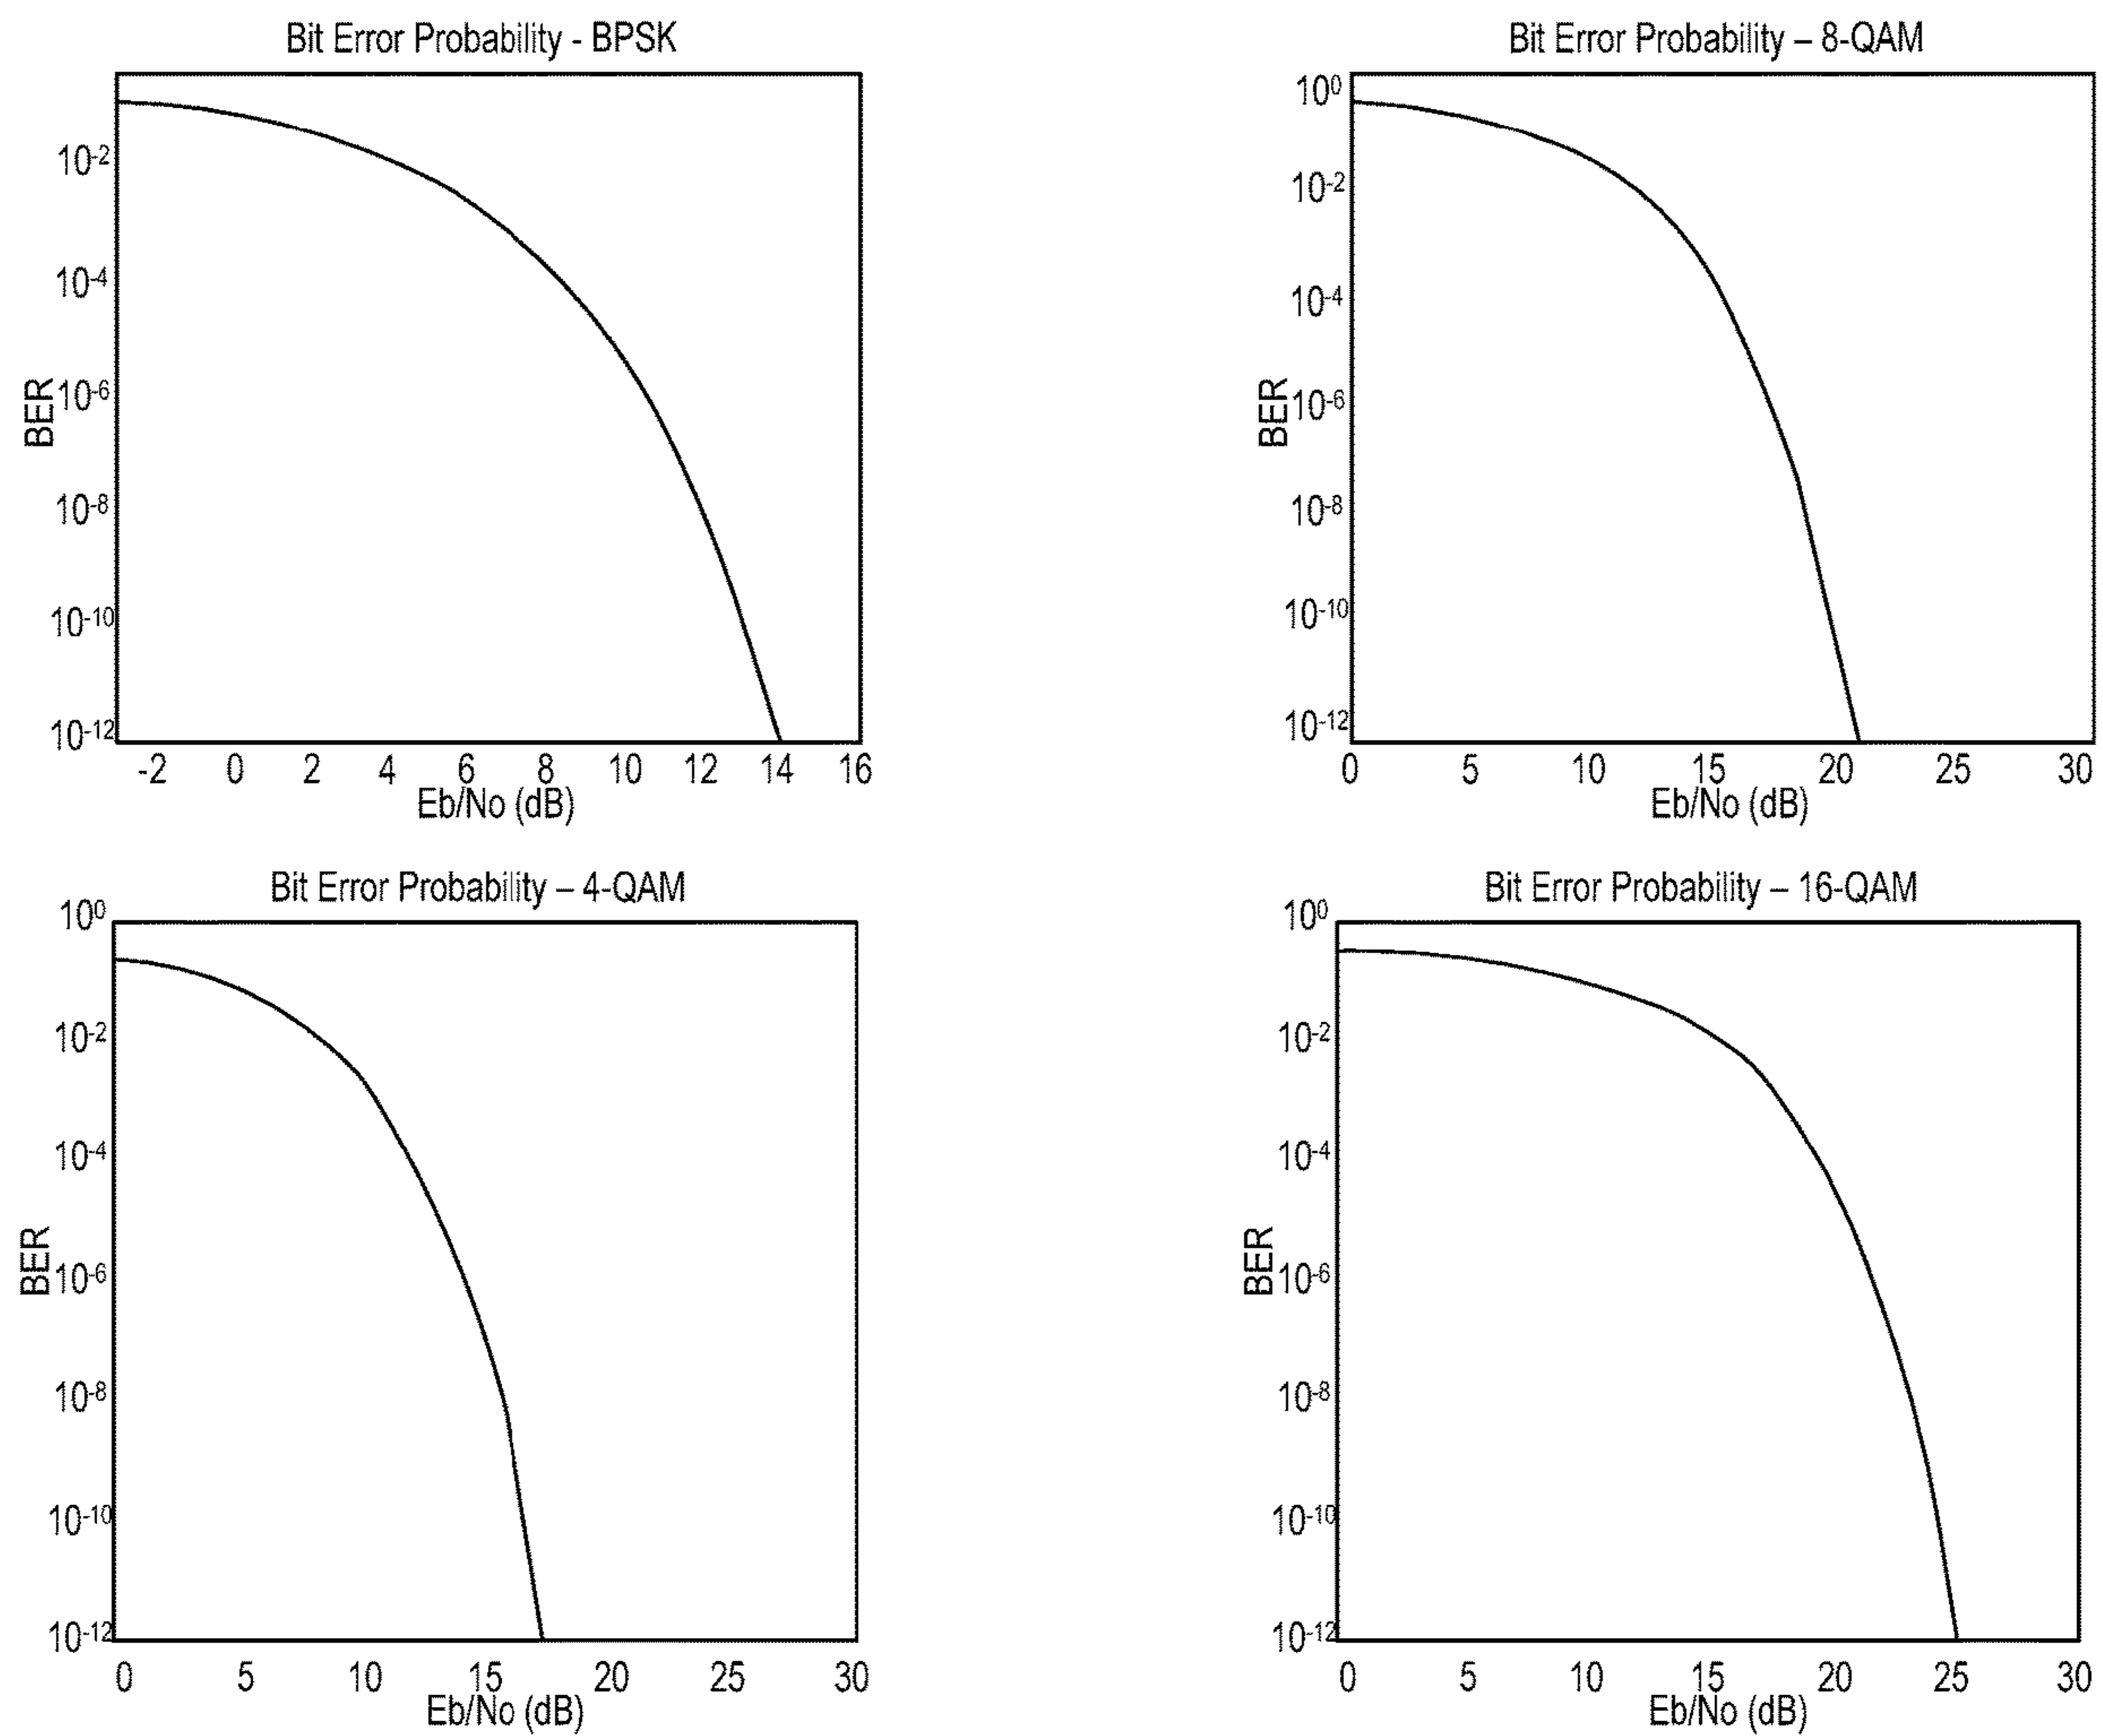 Bit Error Probability - BPSK
10-2
10-4
10-6
10-8
10-10
10-12
BER
-2 0 2 4 6 8 10 12 14 16
Eb/No (dB)
Bit Error Probability – 8-QAM
100
10-2
10-4
10-6
10-8
10-10
10-12
BER
0 5 10 15 20 25 30
Eb/No (dB)
Bit Error Probability – 4-QAM
100
10-2
10-4
10-6
10-8
10-10
10-12
BER
0 5 10 15 20 25 30
Eb/No (dB)
Bit Error Probability – 16-QAM
100
10-2
10-4
10-6
10-8
10-10
10-12
BER
0 5 10 15 20 25 30
Eb/No (dB)